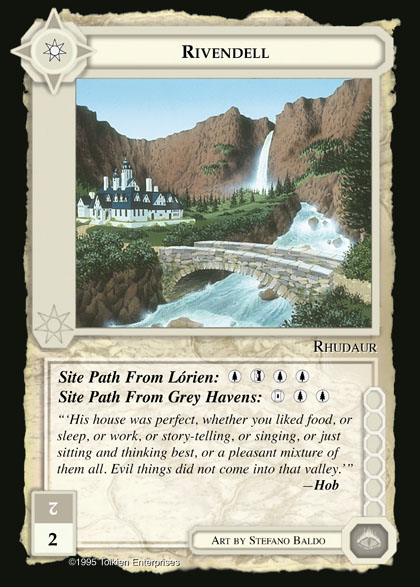 Rivendell
Rhudaur
Site Path From Lórien:
Site Path From Grey Havens:
“‘His house was perfect, whether you liked food, or
sleep, or work, or story-telling, or singing, or just
sitting and thinking best, or a pleasant mixture of
them all. Evil things did not come into that valley.’”
—Hob
2
2
Art by Stefano Baldo
©1995 Tolkien Enterprises